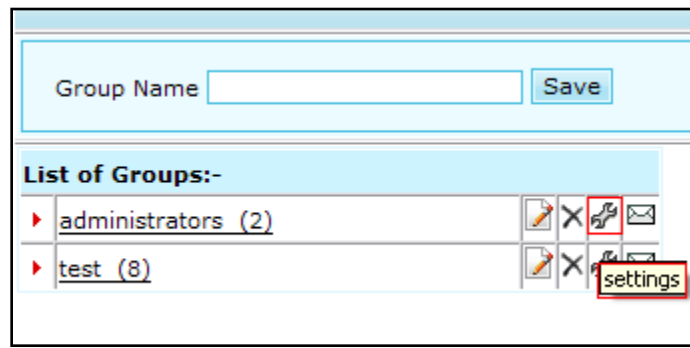 Group Name Save
List of Groups:-
administrators (2)
test (8)
settings